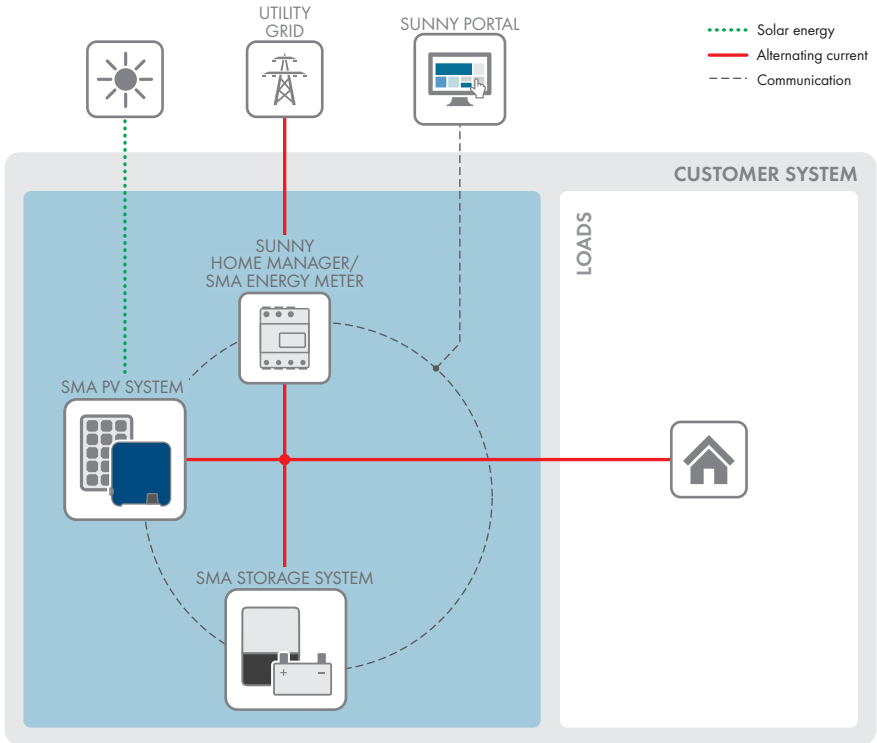 UTILITY
GRID
SUNNY PORTAL
Solar energy
Alternating current
Communication
CUSTOMER SYSTEM
LOADS
SUNNY
HOME MANAGER/
SMA ENERGY METER
SMA PV SYSTEM
SMA STORAGE SYSTEM
+ −